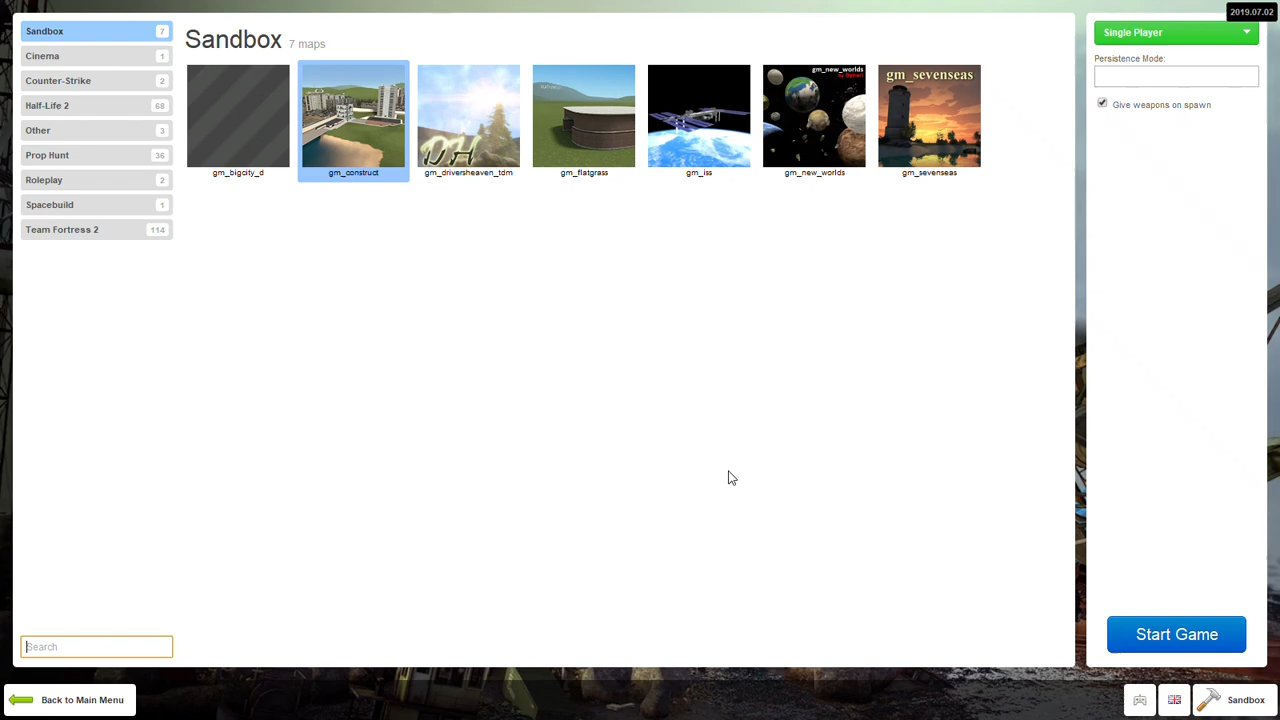 2019.07.02
Sandbox 7
Cinema 1
Counter-Strike 2
Half-Life 2 68
Other 3
Prop Hunt 36
Roleplay 2
Spacebuild 1
Team Fortress 2 114
Search
Sandbox 7 maps
gm_new_worlds
gm_sevenseas
gm_bigcity_d
gm_construct
gm_driversheaven_tdm
gm_flatgrass
gm_iss
gm_new_worlds
gm_sevenseas
Single Player
Persistence Mode:
Give weapons on spawn
Start Game
Back to Main Menu
Sandbox